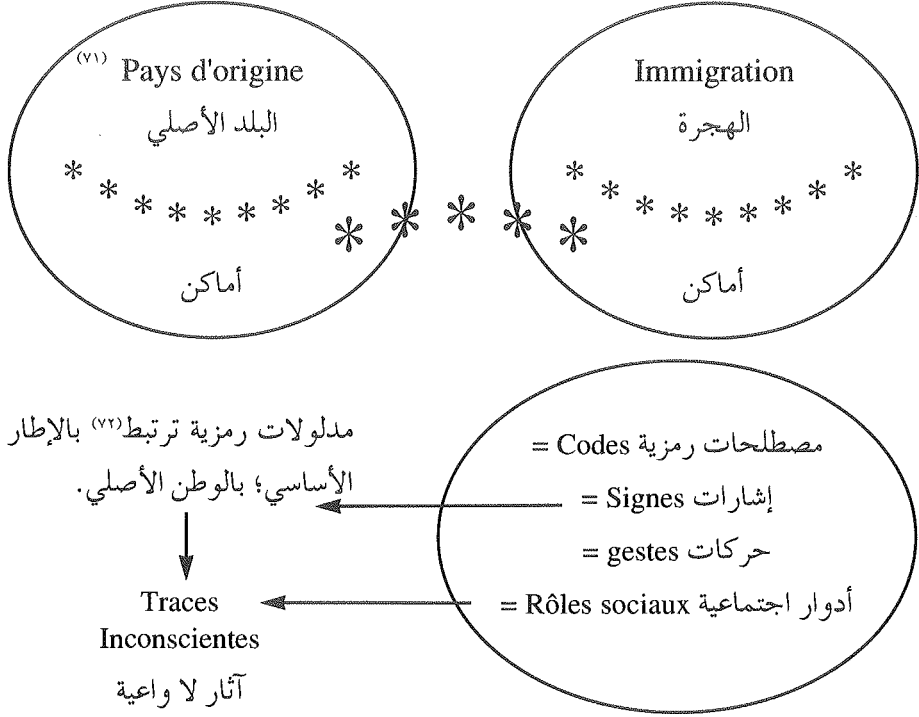 (٧١) Pays d'origine
البلد الأصلي
* * * * * * * * *
أماكن
Immigration
الهجرة
* * * * * * * * *
أماكن
* * * * *
مصطلحات رمزية Codes =
إشارات Signes =
حركات gestes =
أدوار اجتماعية Rôles sociaux =
مدلولات رمزية ترتبط(٧٢) بالإطار
الأساسي؛ بالوطن الأصلي.
Traces
Inconscientes
آثار لا واعية